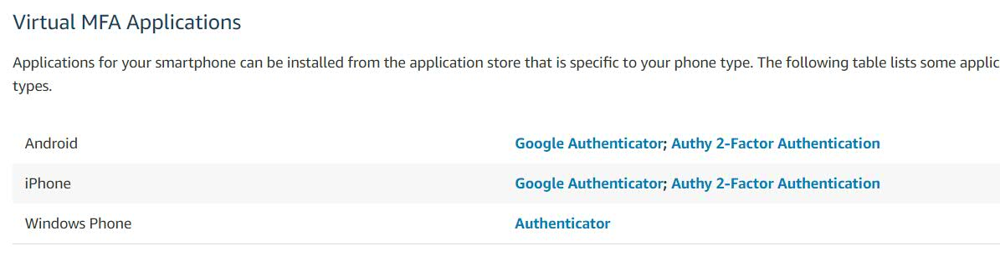 Virtual MFA Applications
Applications for your smartphone can be installed from the application store that is specific to your phone type. The following table lists some applic
types.
Android Google Authenticator; Authy 2-Factor Authentication
iPhone Google Authenticator; Authy 2-Factor Authentication
Windows Phone Authenticator